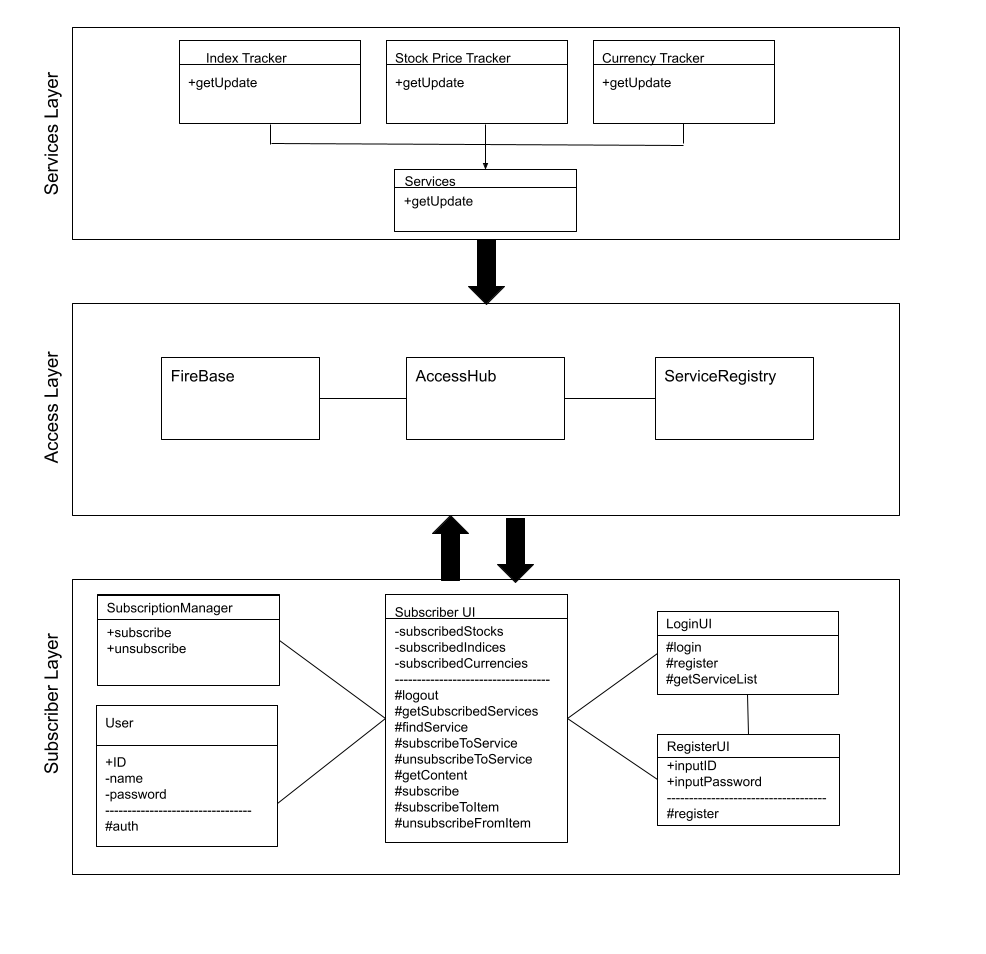 Services Layer
Index Tracker
+getUpdate
Stock Price Tracker
+getUpdate
Currency Tracker
+getUpdate
Services
+getUpdate
Access Layer
FireBase
AccessHub
ServiceRegistry
Subscriber Layer
SubscriptionManager
+subscribe
+unsubscribe
User
+ID
-name
-password
---------------------------------
#auth
Subscriber UI
-subscribedStocks
-subscribedIndices
-subscribedCurrencies
-----------------------------------
#logout
#getSubscribedServices
#findService
#subscribeToService
#unsubscribeToService
#getContent
#subscribe
#subscribeToItem
#unsubscribeFromItem
LoginUI
#login
#register
#getServiceList
RegisterUI
+inputID
+inputPassword
------------------------------------
#register